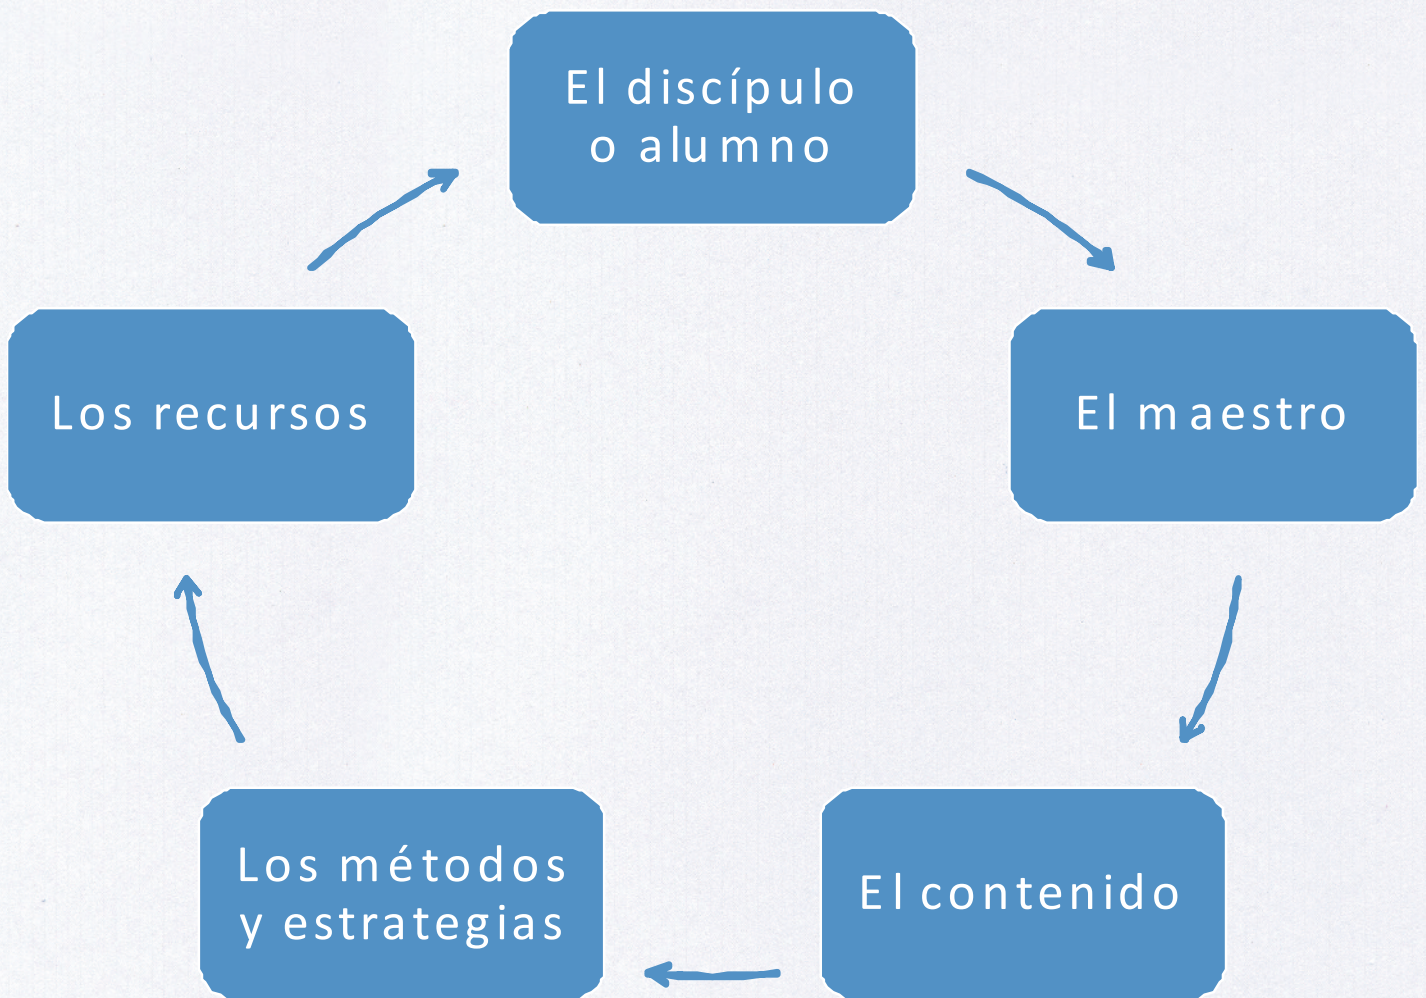 El discípulo
o alumno
El maestro
El contenido
Los métodos
y estrategias
Los recursos